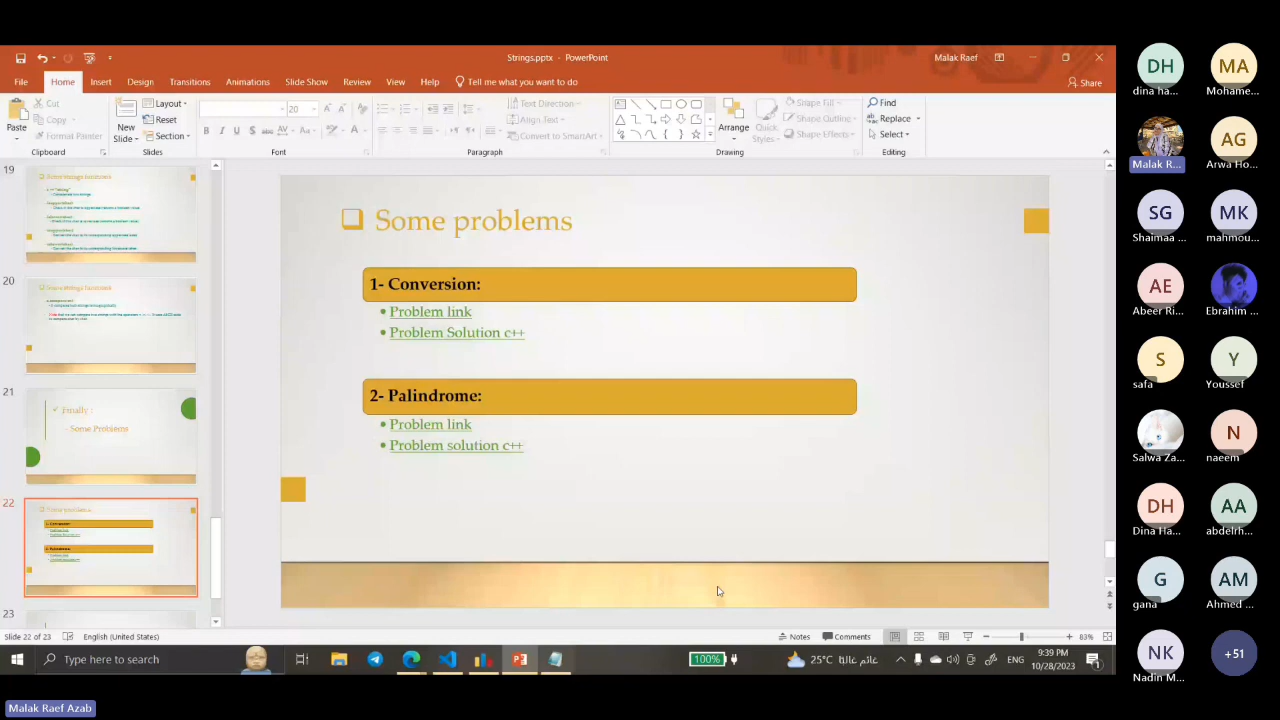 Strings.pptx - PowerPoint
Malak Raef
File Home Insert Design Transitions Animations Slide Show Review View Help Tell me what you want to do
Share
Paste
Cut
Copy
Format Painter
Clipboard
New Slide
Layout
Reset
Section
Slides
20
Font
Text Direction
Align Text
Convert to SmartArt
Paragraph
Arrange
Quick Styles
Shape Fill
Shape Outline
Shape Effects
Drawing
Find
Replace
Select
Editing
19
20
21
Finally :
- Some Problems
22
23
Some problems
1- Conversion:
• Problem link
• Problem Solution c++
2- Palindrome:
• Problem link
• Problem solution c++
Slide 22 of 23
English (United States)
Notes
Comments
83%
Type here to search
100%
25°C غائم غالبًا
ENG
9:39 PM
10/28/2023
1
Malak Raef Azab
DH
dina ha...
MA
Mohame...
Malak R...
AG
Arwa Ho...
SG
Shaimaa ...
MK
mahmou...
AE
Abeer Ri...
Ebrahim ...
S
safa
Y
Youssef
Salwa Za...
N
naeem
DH
Dina Ha...
AA
abdelrh...
G
gana
AM
Ahmed ...
NK
Nadin M...
+51